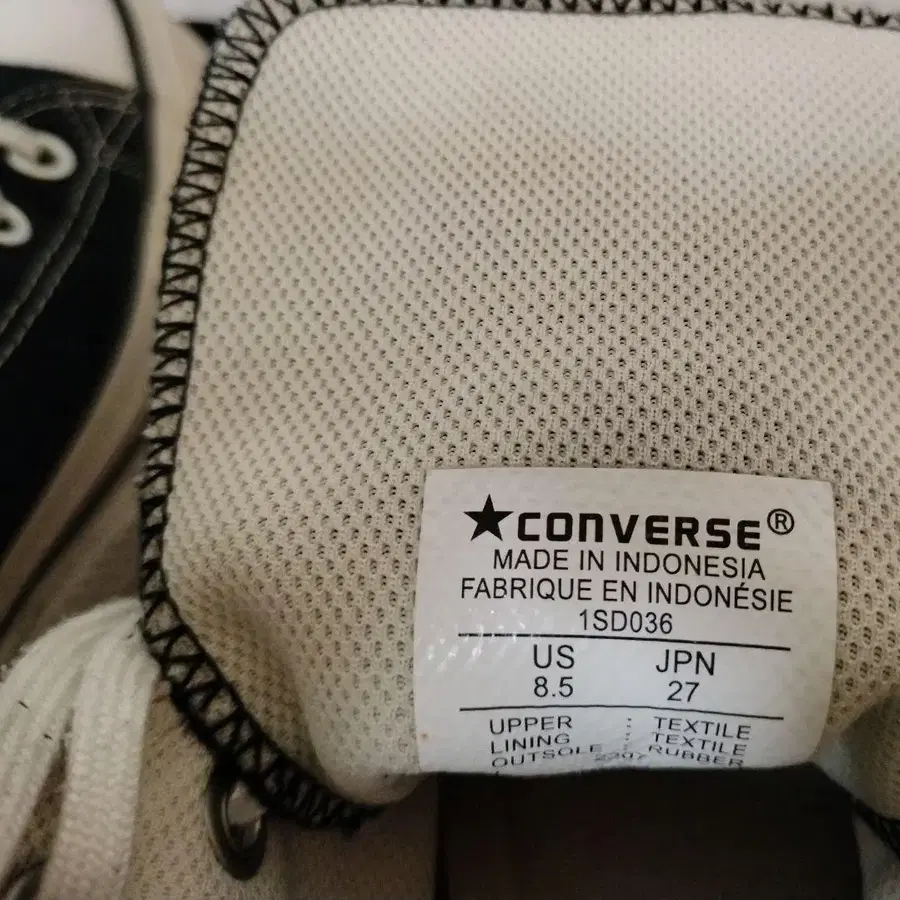 ★CONVERSE®
MADE IN INDONESIA
FABRIQUE EN INDONÉSIE
1SD036
US JPN
8.5 27
UPPER : TEXTILE
LINING : TEXTILE
OUTSOLE : RUBBER